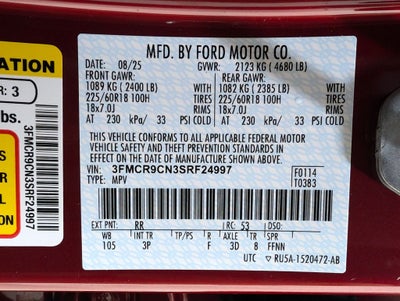 MFD. BY FORD MOTOR CO.
DATE: 08/25 GVWR: 2123 KG ( 4680 LB)
FRONT GAWR: REAR GAWR:
1089 KG ( 2400 LB) WITH 1082 KG ( 2385 LB) WITH
225/60R18 100H TIRES 225/60R18 100H TIRES
18x7.0J RIMS 18x7.0J RIMS
AT 230 kPa/ 33 PSI COLD AT 230 kPa/ 33 PSI COLD
THIS VEHICLE CONFORMS TO ALL APPLICABLE FEDERAL MOTOR
VEHICLE SAFETY AND THEFT PREVENTION STANDARDS IN
EFFECT ON THE DATE OF MANUFACTURE SHOWN ABOVE.
VIN: 3FMCR9CN3SRF24997 F0114
TYPE: MPV T0383
EXT PNT: RR RC: 53 DSO:
WB INT TR TP/PS R AXLE TR SPR
105 3P F 3D 8 FFNN
UTC RU5A-1520472-AB
ATION
R: 3
bs.
3FMCR9CN3SRF24997